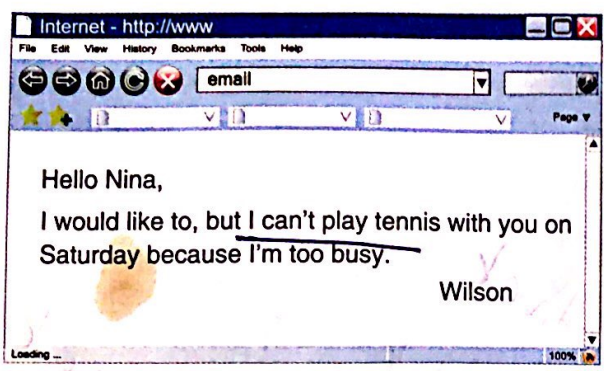 Internet - http://www
File Edit View History Bookmarks Tools Help
email
Page
Hello Nina,
I would like to, but I can't play tennis with you on
Saturday because I'm too busy.
Wilson
Loading ...
100%